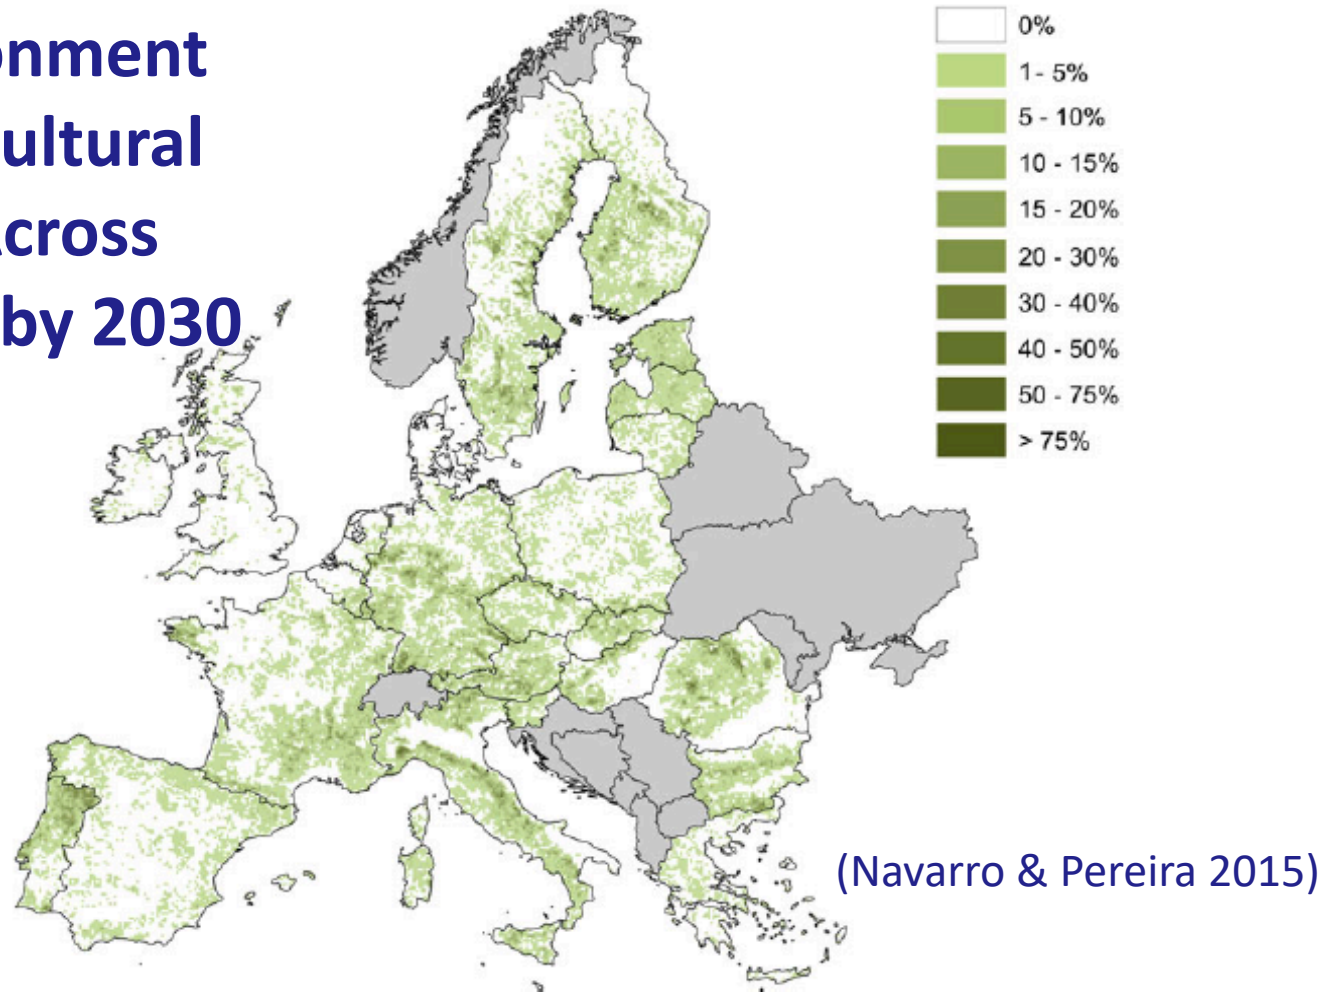 onment
ultural
cross
by 2030
0%
1 - 5%
5 - 10%
10 - 15%
15 - 20%
20 - 30%
30 - 40%
40 - 50%
50 - 75%
> 75%
(Navarro & Pereira 2015)